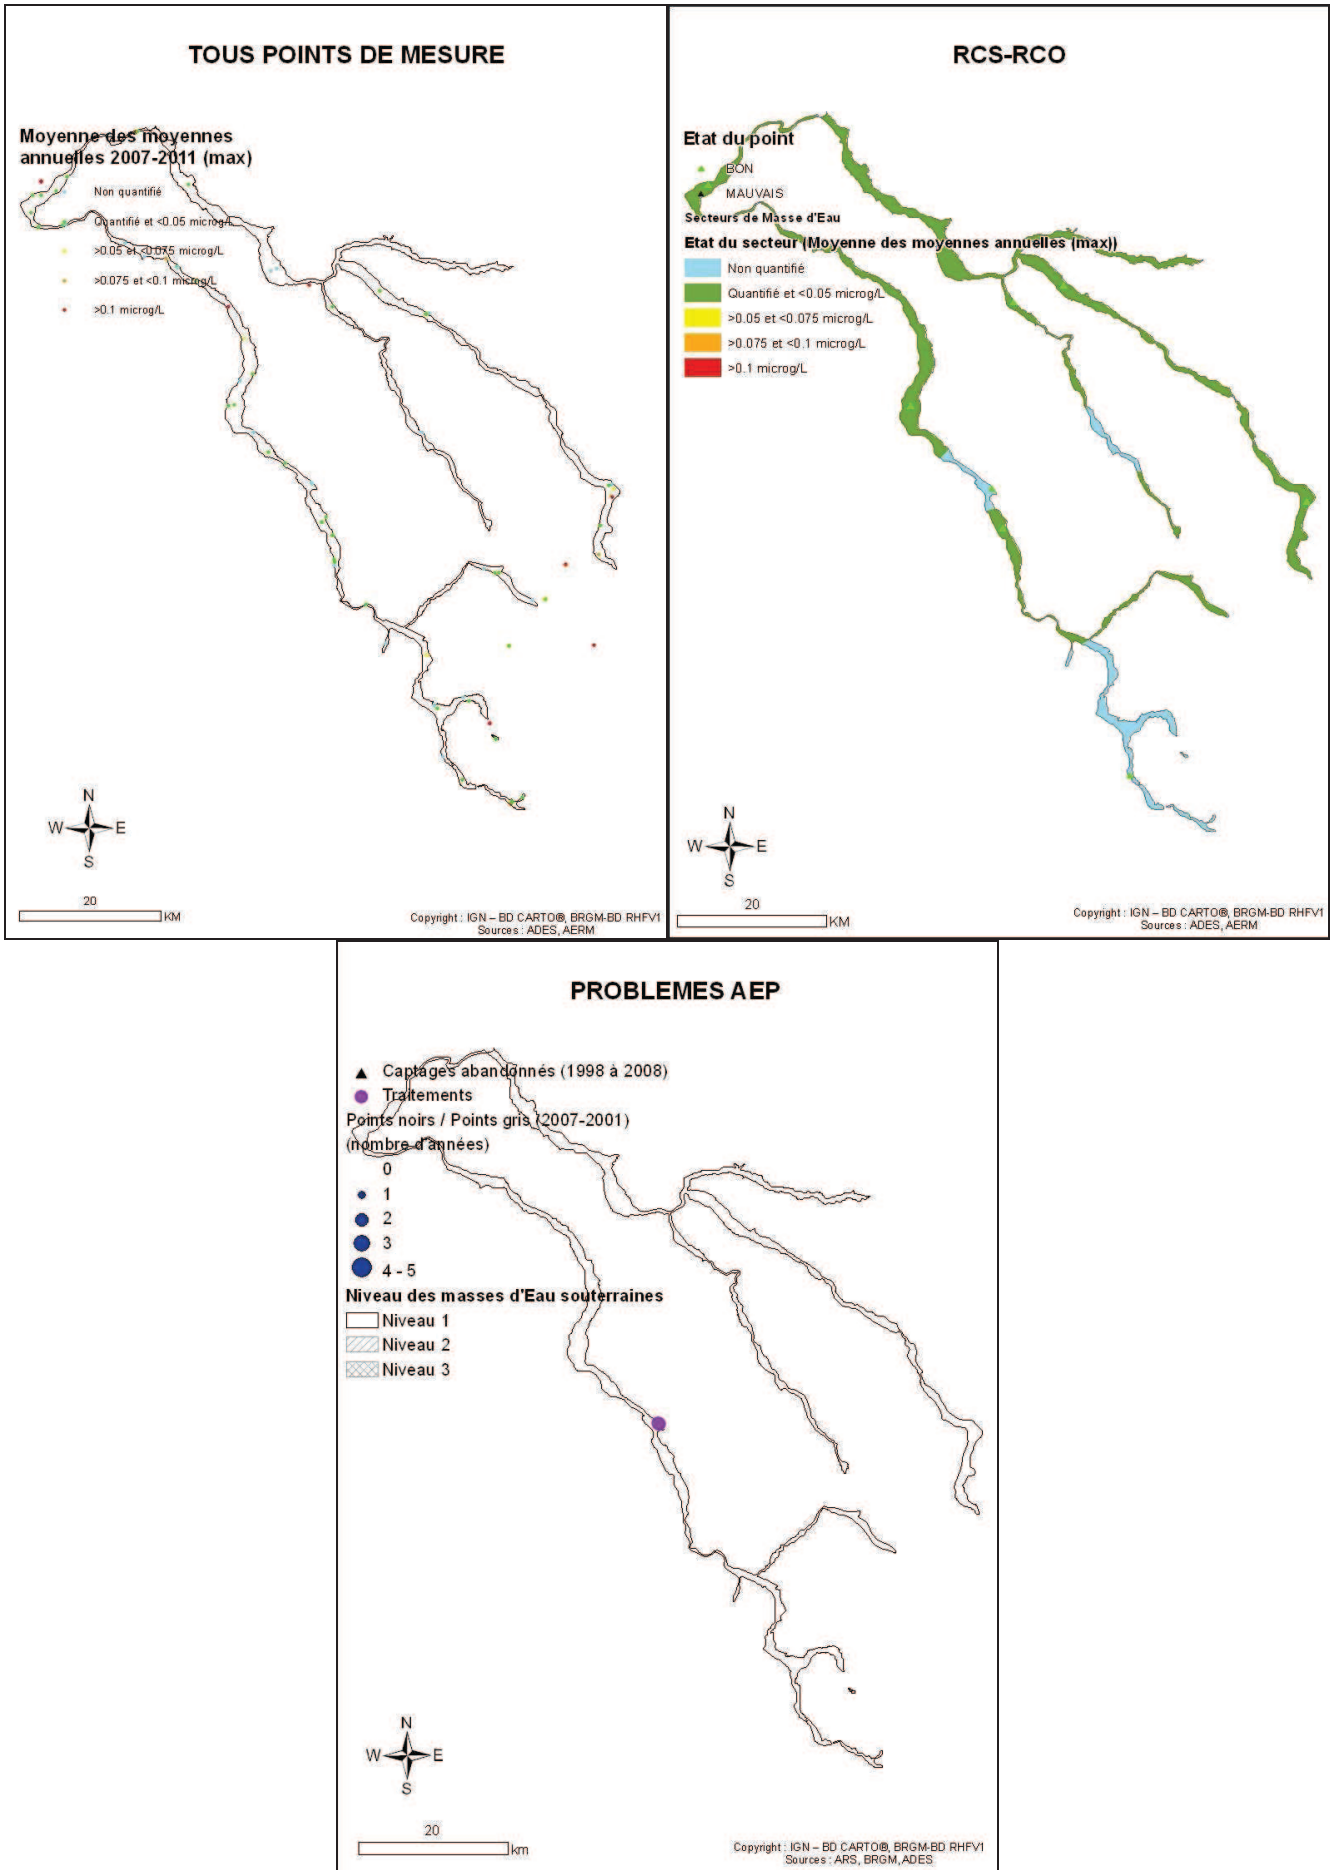 TOUS POINTS DE MESURE
Moyenne des moyennes
annuelles 2007-2011 (max)
Non quantifié
Quantifié et <0.05 microg/L
>0.05 et <0.075 microg/L
>0.075 et <0.1 microg/L
>0.1 microg/L
N
W E
S
20
KM
Copyright : IGN – BD CARTO®, BRGM-BD RHFV1
Sources : ADES, AERM
RCS-RCO
Etat du point
BON
MAUVAIS
Secteurs de Masse d'Eau
Etat du secteur (Moyenne des moyennes annuelles (max))
Non quantifié
Quantifié et <0.05 microg/L
>0.05 et <0.075 microg/L
>0.075 et <0.1 microg/L
>0.1 microg/L
N
W E
S
20
KM
Copyright : IGN – BD CARTO®, BRGM-BD RHFV1
Sources : ADES, AERM
PROBLEMES AEP
Captages abandonnés (1998 à 2008)
Traitements
Points noirs / Points gris (2007-2001)
(nombre d'années)
0
1
2
3
4 - 5
Niveau des masses d'Eau souterraines
Niveau 1
Niveau 2
Niveau 3
N
W E
S
20
km
Copyright : IGN – BD CARTO®, BRGM-BD RHFV1
Sources : ARS, BRGM, ADES